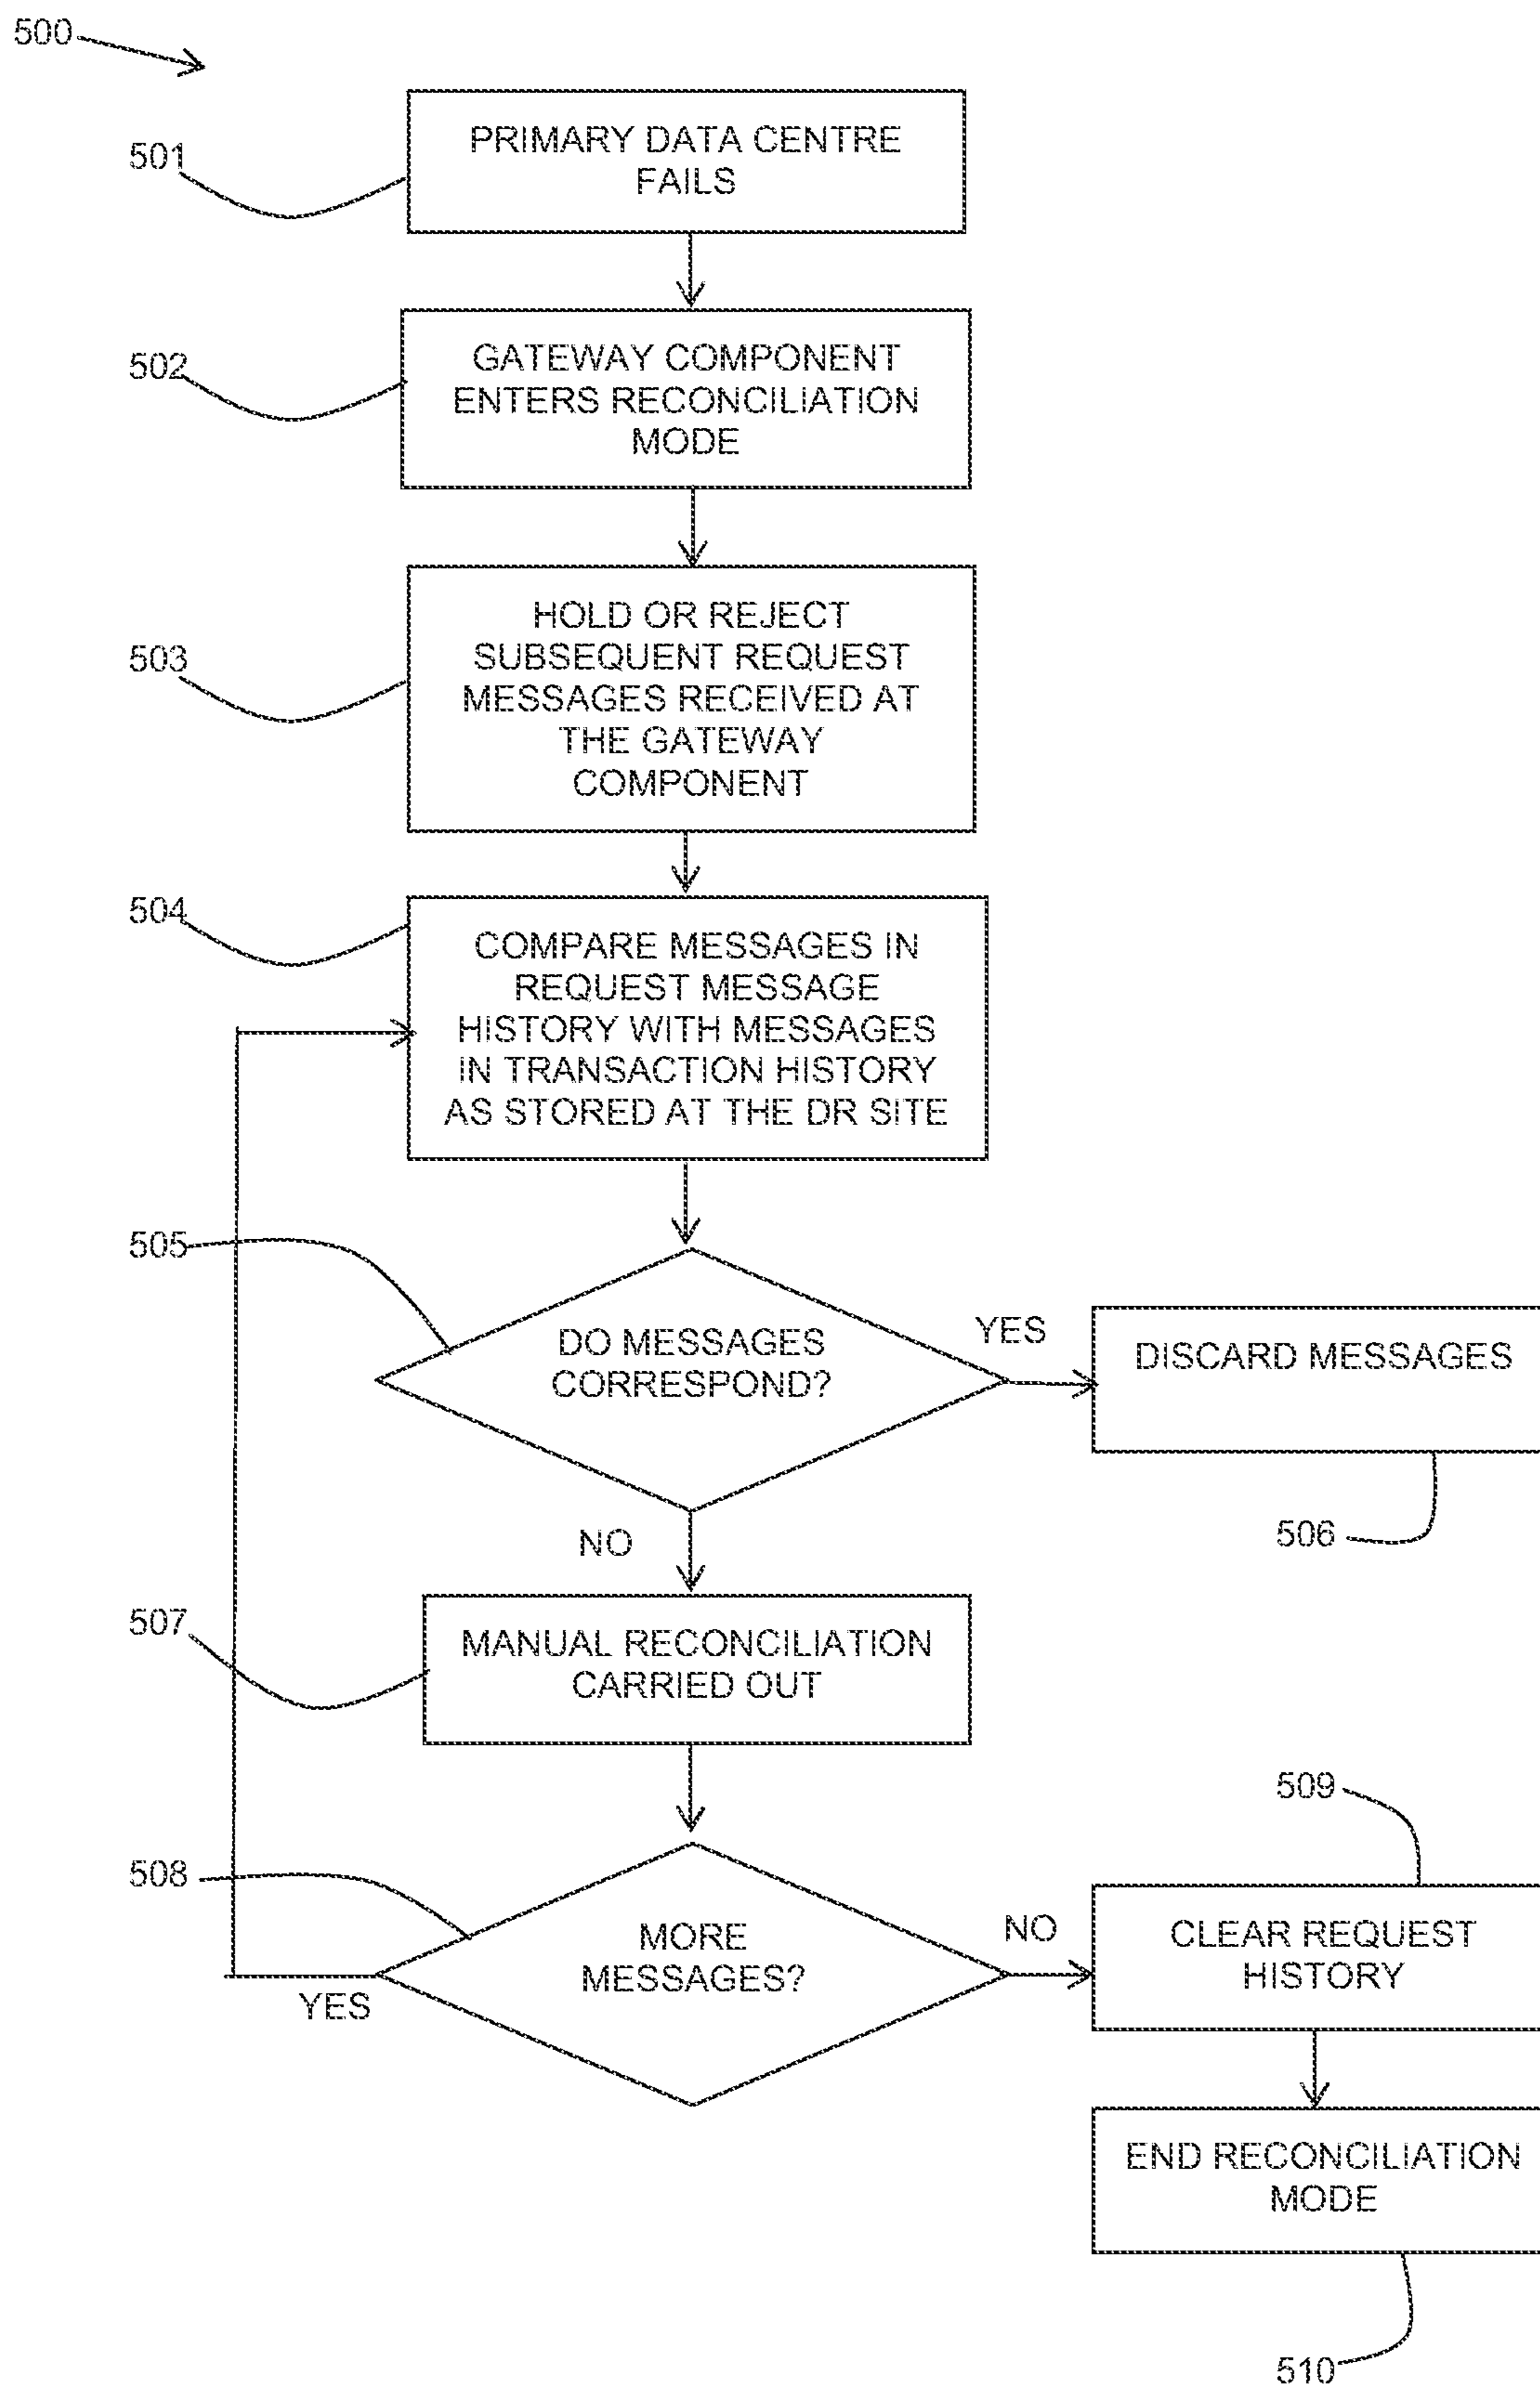 500
501
PRIMARY DATA CENTRE
FAILS
502
GATEWAY COMPONENT
ENTERS RECONCILIATION
MODE
503
HOLD OR REJECT
SUBSEQUENT REQUEST
MESSAGES RECEIVED AT
THE GATEWAY
COMPONENT
504
COMPARE MESSAGES IN
REQUEST MESSAGE
HISTORY WITH MESSAGES
IN TRANSACTION HISTORY
AS STORED AT THE DR SITE
505
DO MESSAGES
CORRESPOND?
YES
DISCARD MESSAGES
506
NO
507
MANUAL RECONCILIATION
CARRIED OUT
508
MORE
MESSAGES?
YES
NO
509
CLEAR REQUEST
HISTORY
END RECONCILIATION
MODE
510